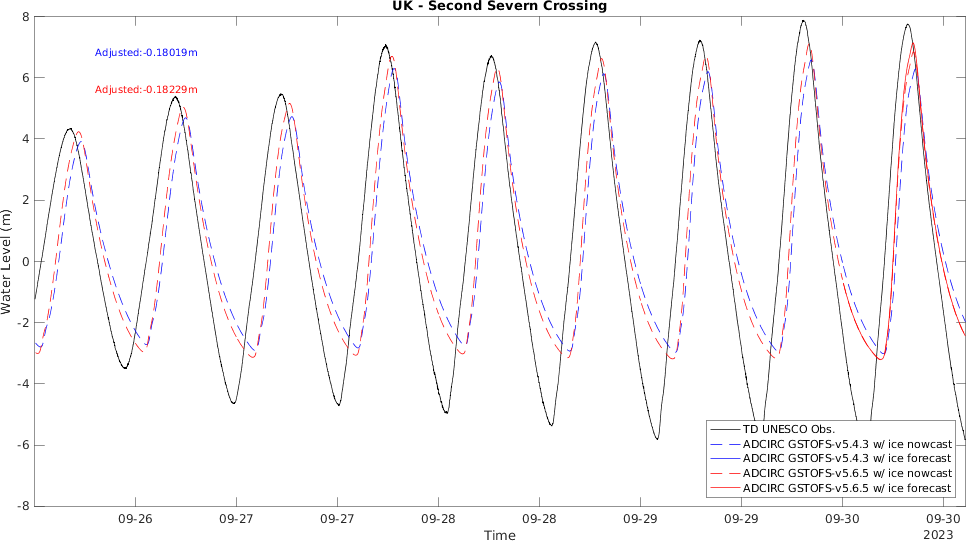 UK - Second Severn Crossing
8
6
4
2
0
-2
-4
-6
-8
Water Level (m)
Adjusted:-0.18019m
Adjusted:-0.18229m
TD UNESCO Obs.
ADCIRC GSTOFS-v5.4.3 w/ ice nowcast
ADCIRC GSTOFS-v5.4.3 w/ ice forecast
ADCIRC GSTOFS-v5.6.5 w/ ice nowcast
ADCIRC GSTOFS-v5.6.5 w/ ice forecast
09-26 09-27 09-27 09-28 09-28 09-29 09-29 09-30 09-30
Time 2023